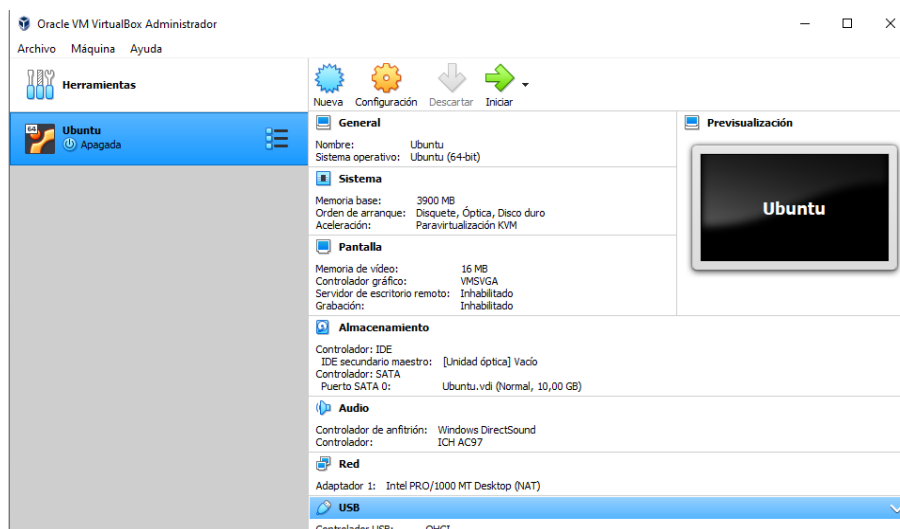 Oracle VM VirtualBox Administrador
Archivo Máquina Ayuda
Herramientas
Nueva Configuración Descartar Iniciar
64
Ubuntu
Apagada
General
Nombre: Ubuntu
Sistema operativo: Ubuntu (64-bit)
Previsualización
Ubuntu
Sistema
Memoria base: 3900 MB
Orden de arranque: Disquete, Óptica, Disco duro
Aceleración: Paravirtualización KVM
Pantalla
Memoria de vídeo: 16 MB
Controlador gráfico: VMSVGA
Servidor de escritorio remoto: Inhabilitado
Grabación: Inhabilitado
Almacenamiento
Controlador: IDE
IDE secundario maestro: [Unidad óptica] Vacío
Controlador: SATA
Puerto SATA 0: Ubuntu.vdi (Normal, 10,00 GB)
Audio
Controlador de anfitrión: Windows DirectSound
Controlador: ICH AC97
Red
Adaptador 1: Intel PRO/1000 MT Desktop (NAT)
USB
Controlador USB: OHCI